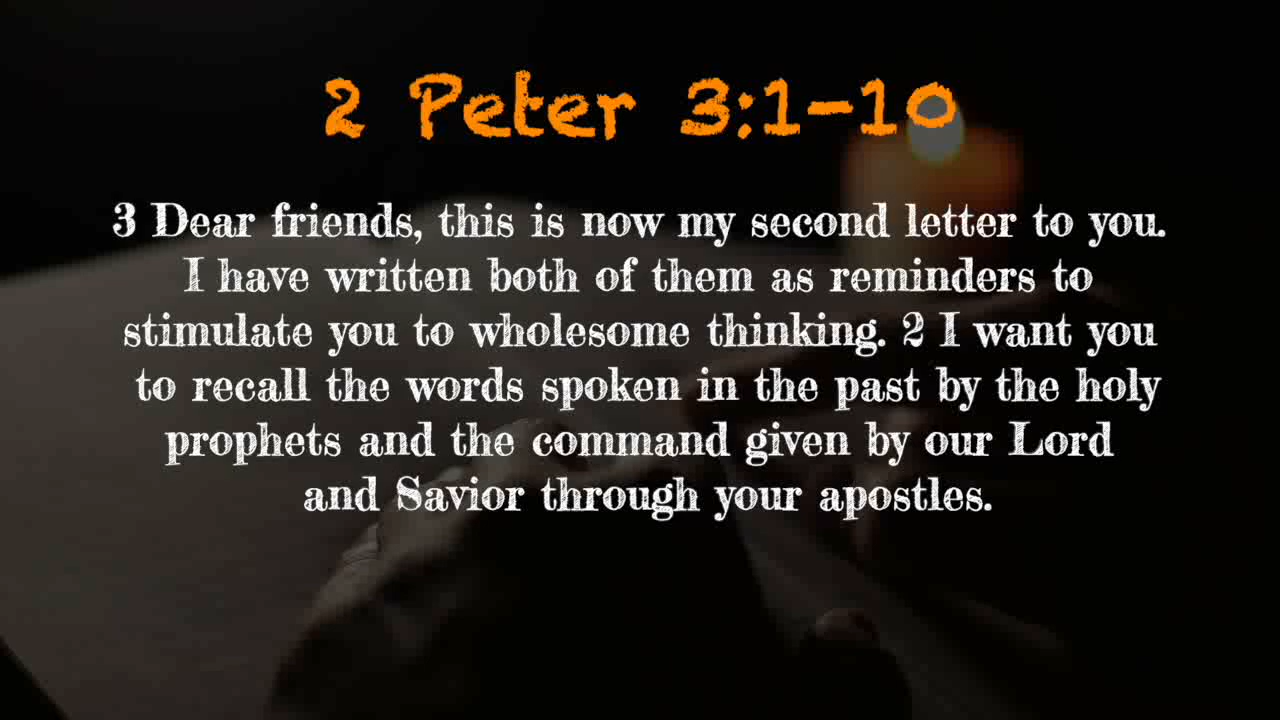 2 Peter 3:1-10
3 Dear friends, this is now my second letter to you.
I have written both of them as reminders to
stimulate you to wholesome thinking. 2 I want you
to recall the words spoken in the past by the holy
prophets and the command given by our Lord
and Savior through your apostles.